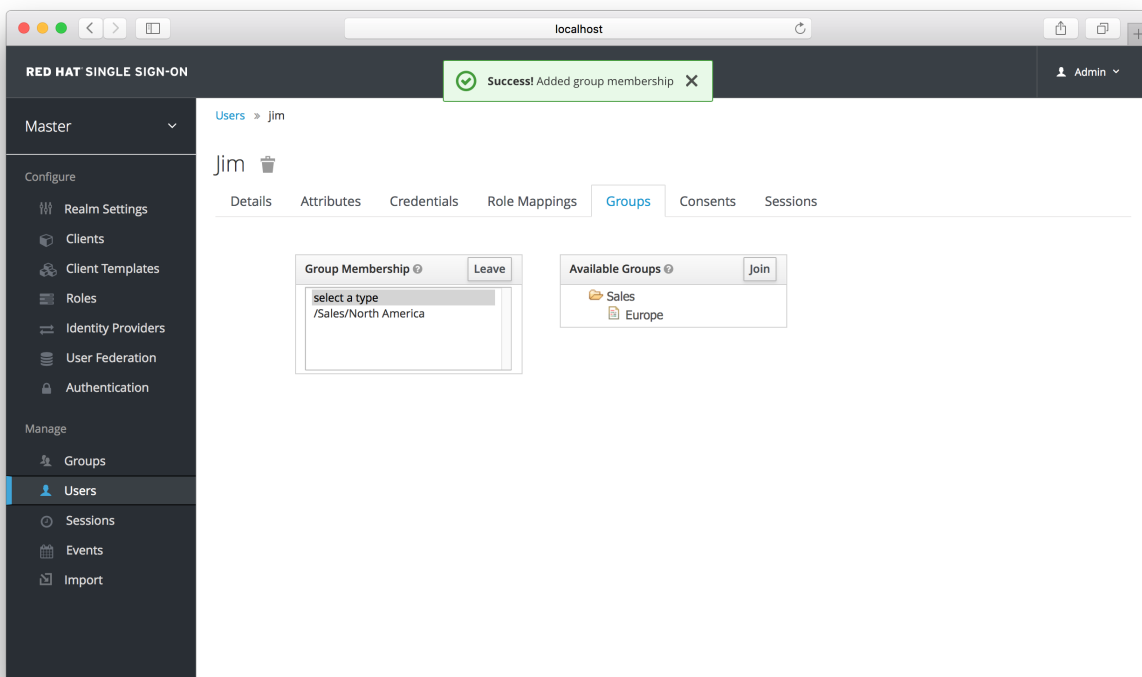 localhost
RED HAT SINGLE SIGN-ON
Success! Added group membership
Admin
Master
Users » jim
Jim
Configure
Realm Settings
Clients
Client Templates
Roles
Identity Providers
User Federation
Authentication
Manage
Groups
Users
Sessions
Events
Import
Details Attributes Credentials Role Mappings Groups Consents Sessions
Group Membership Leave
select a type
/Sales/North America
Available Groups Join
Sales
Europe